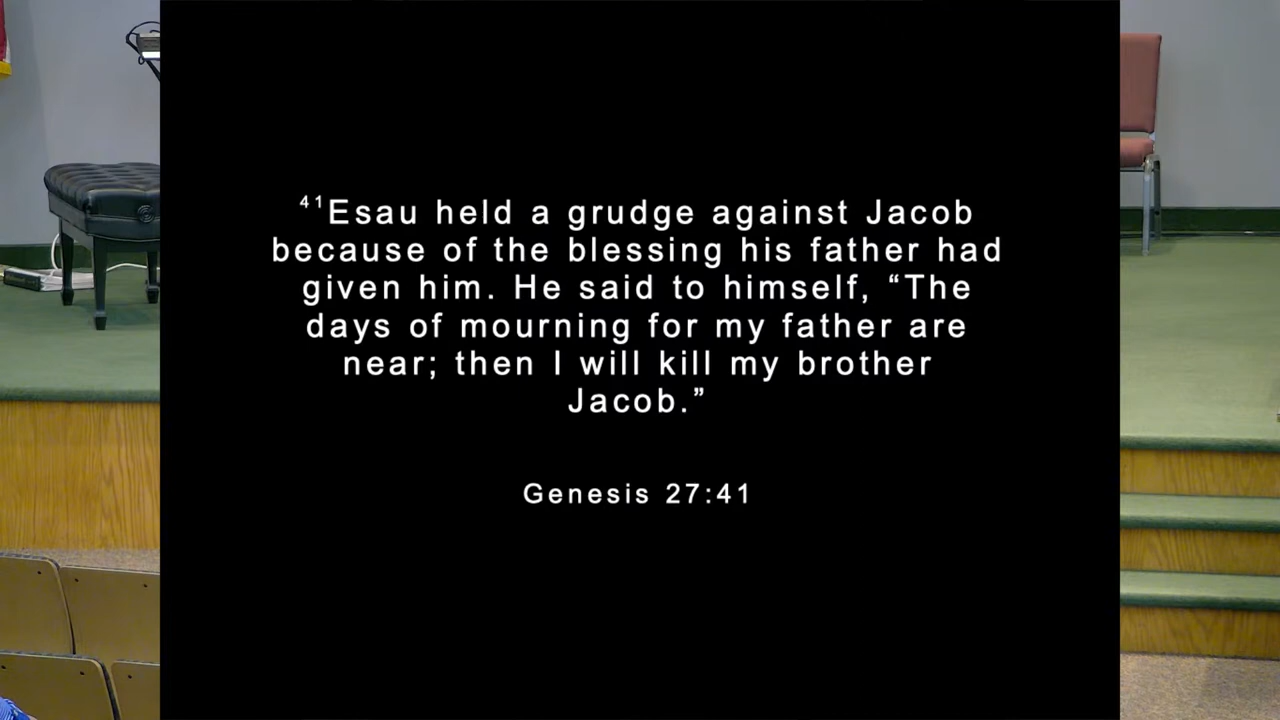 ⁴¹Esau held a grudge against Jacob
because of the blessing his father had
given him. He said to himself, “The
days of mourning for my father are
near; then I will kill my brother
Jacob.”
Genesis 27:41